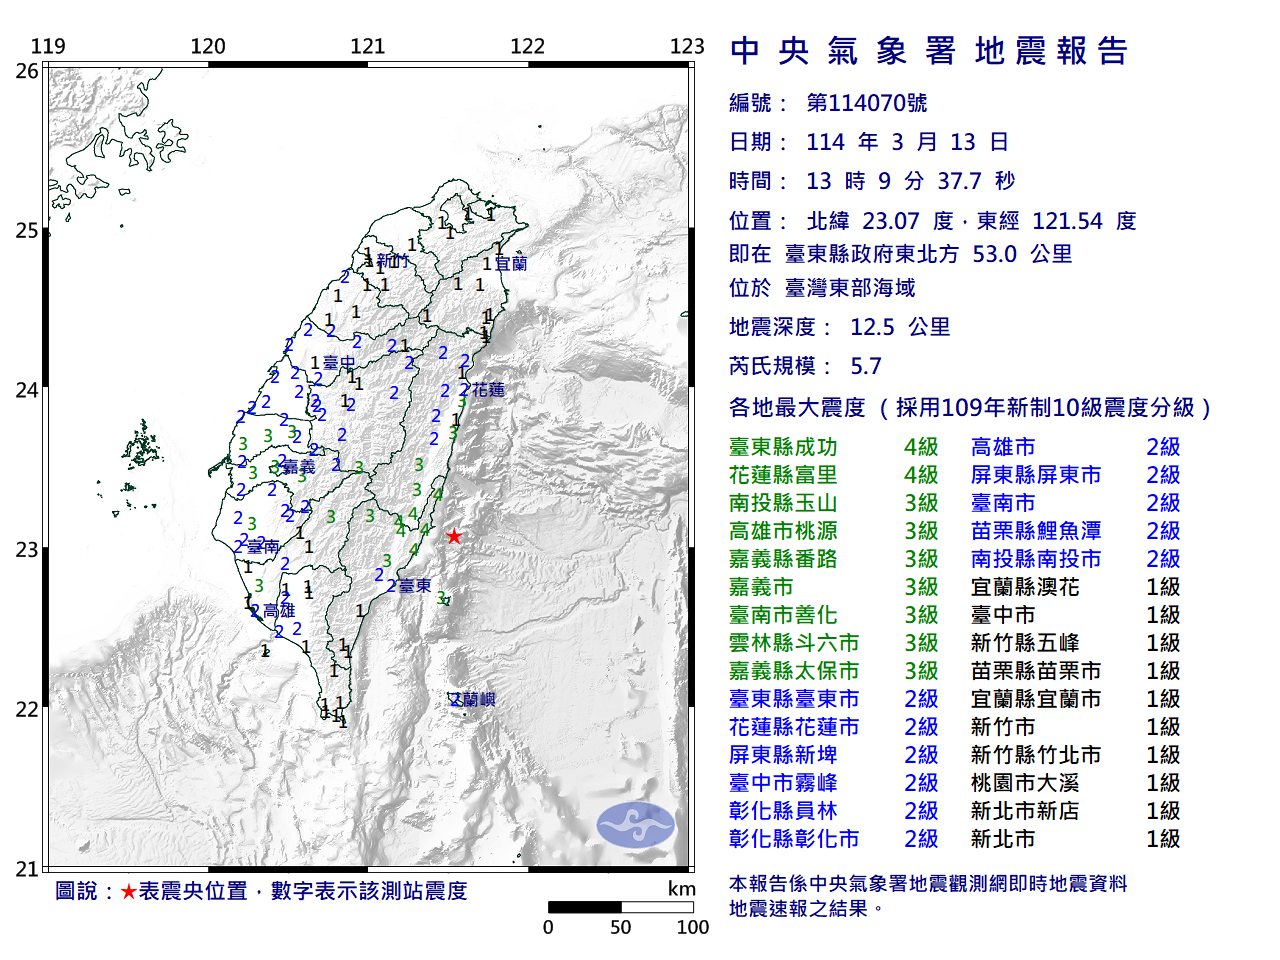 119 120 121 122 123
26
25
24
23
22
21
新竹
宜蘭
臺中
花蓮
嘉義
臺南
臺東
高雄
蘭嶼
圖說：★表震央位置，數字表示該測站震度
km
0 50 100
中央氣象署地震報告
編號： 第114070號
日期： 114 年 3 月 13 日
時間： 13 時 9 分 37.7 秒
位置： 北緯 23.07 度，東經 121.54 度
即在 臺東縣政府東北方 53.0 公里
位於 臺灣東部海域
地震深度： 12.5 公里
芮氏規模： 5.7
各地最大震度（採用109年新制10級震度分級）
臺東縣成功 4級 高雄市 2級
花蓮縣富里 4級 屏東縣屏東市 2級
南投縣玉山 3級 臺南市 2級
高雄市桃源 3級 苗栗縣鯉魚潭 2級
嘉義縣番路 3級 南投縣南投市 2級
嘉義市 3級 宜蘭縣澳花 1級
臺南市善化 3級 臺中市 1級
雲林縣斗六市 3級 新竹縣五峰 1級
嘉義縣太保市 3級 苗栗縣苗栗市 1級
臺東縣臺東市 2級 宜蘭縣宜蘭市 1級
花蓮縣花蓮市 2級 新竹市 1級
屏東縣新埤 2級 新竹縣竹北市 1級
臺中市霧峰 2級 桃園市大溪 1級
彰化縣員林 2級 新北市新店 1級
彰化縣彰化市 2級 新北市 1級
本報告係中央氣象署地震觀測網即時地震資料
地震速報之結果。